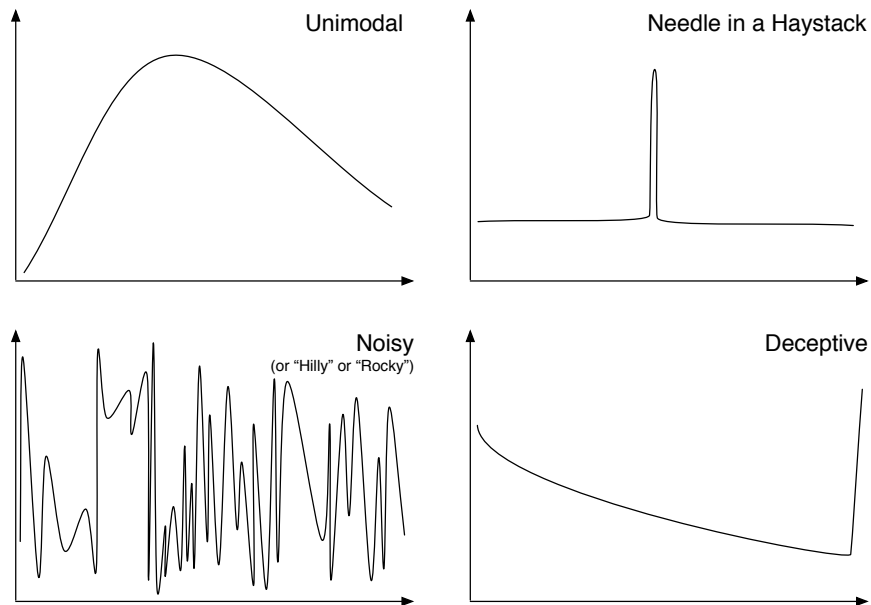 Unimodal
Needle in a Haystack
Noisy
(or “Hilly” or “Rocky”)
Deceptive